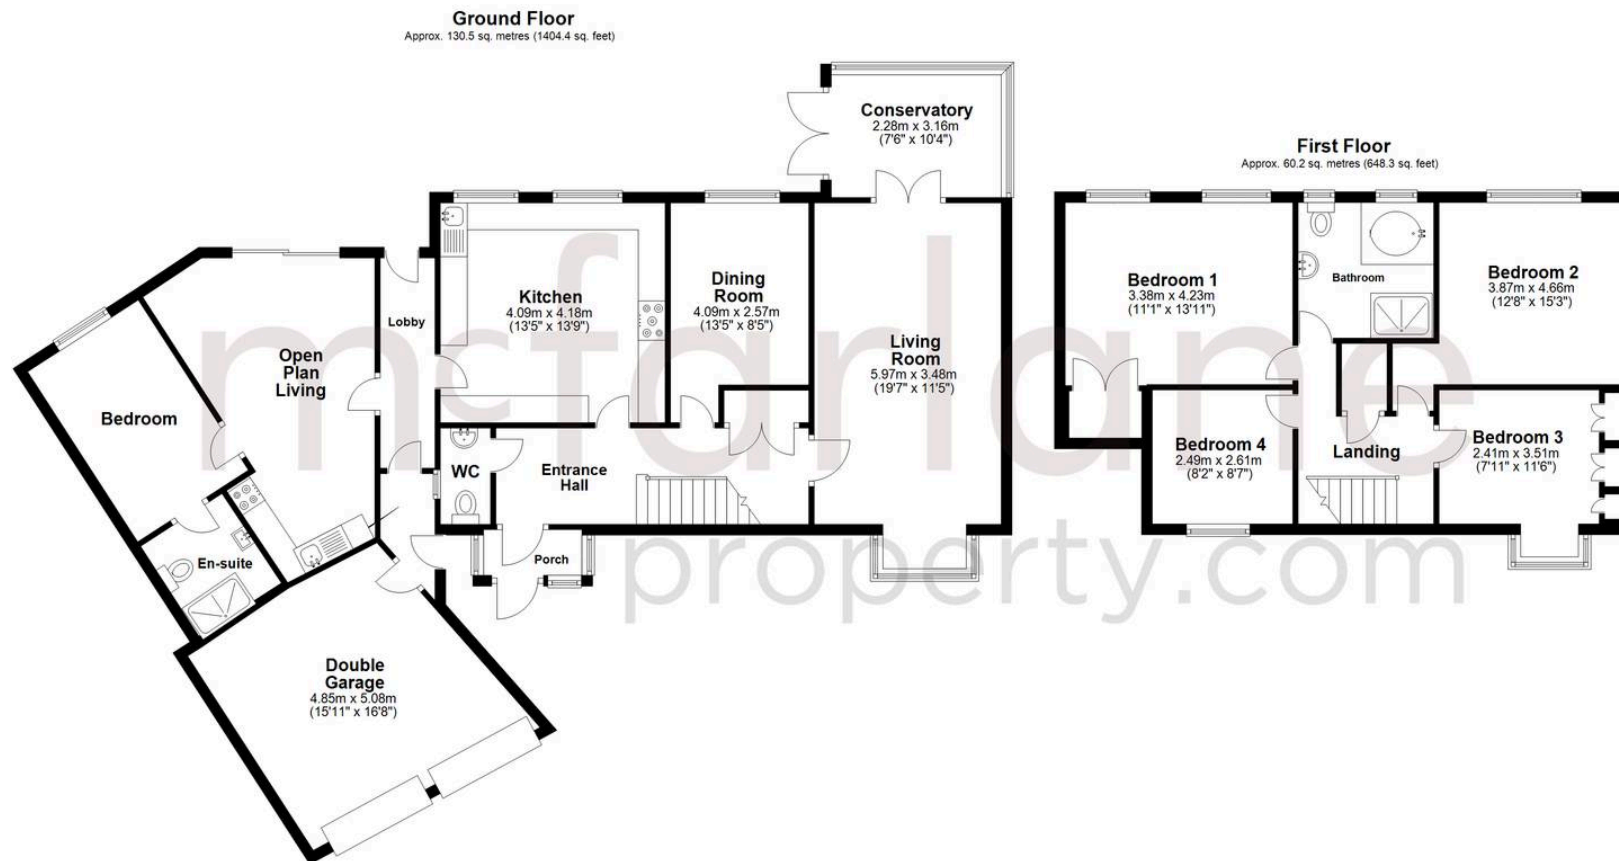 Ground Floor
Approx. 130.5 sq. metres (1404.4 sq. feet)
Conservatory
2.28m x 3.16m
(7'6" x 10'4")
First Floor
Approx. 60.2 sq. metres (648.3 sq. feet)
Kitchen
4.09m x 4.18m
(13'5" x 13'9")
Dining
Room
4.09m x 2.57m
(13'5" x 8'5")
Lobby
Open
Plan
Living
Bedroom
Living
Room
5.97m x 3.48m
(19'7" x 11'5")
WC
Entrance
Hall
Porch
En-suite
Double
Garage
4.85m x 5.08m
(15'11" x 16'8")
Bedroom 1
3.38m x 4.23m
(11'1" x 13'11")
Bathroom
Bedroom 2
3.87m x 4.66m
(12'8" x 15'3")
Bedroom 4
2.49m x 2.61m
(8'2" x 8'7")
Landing
Bedroom 3
2.41m x 3.51m
(7'11" x 11'6")
mcfarlane
property.com